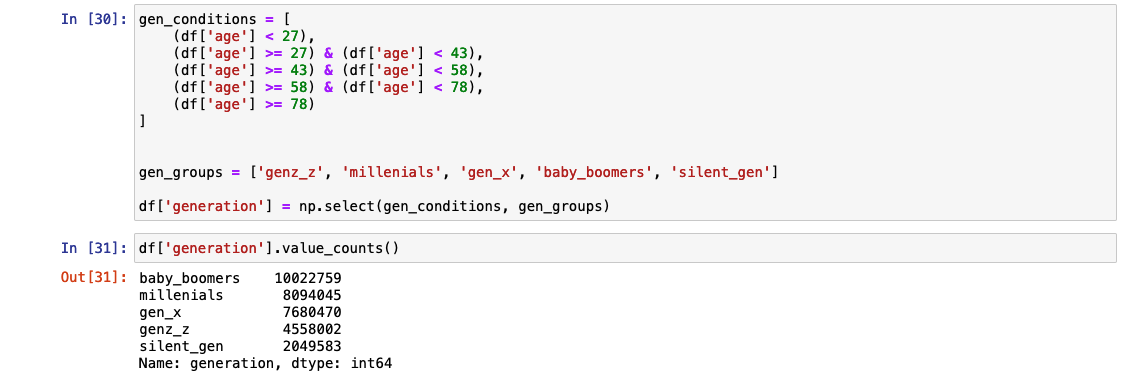 In [30]: gen_conditions = [
    (df['age'] < 27),
    (df['age'] >= 27) & (df['age'] < 43),
    (df['age'] >= 43) & (df['age'] < 58),
    (df['age'] >= 58) & (df['age'] < 78),
    (df['age'] >= 78)
]
gen_groups = ['genz_z', 'millenials', 'gen_x', 'baby_boomers', 'silent_gen']
df['generation'] = np.select(gen_conditions, gen_groups)
In [31]: df['generation'].value_counts()
Out[31]: baby_boomers    10022759
millenials       8094045
gen_x            7680470
genz_z           4558002
silent_gen       2049583
Name: generation, dtype: int64